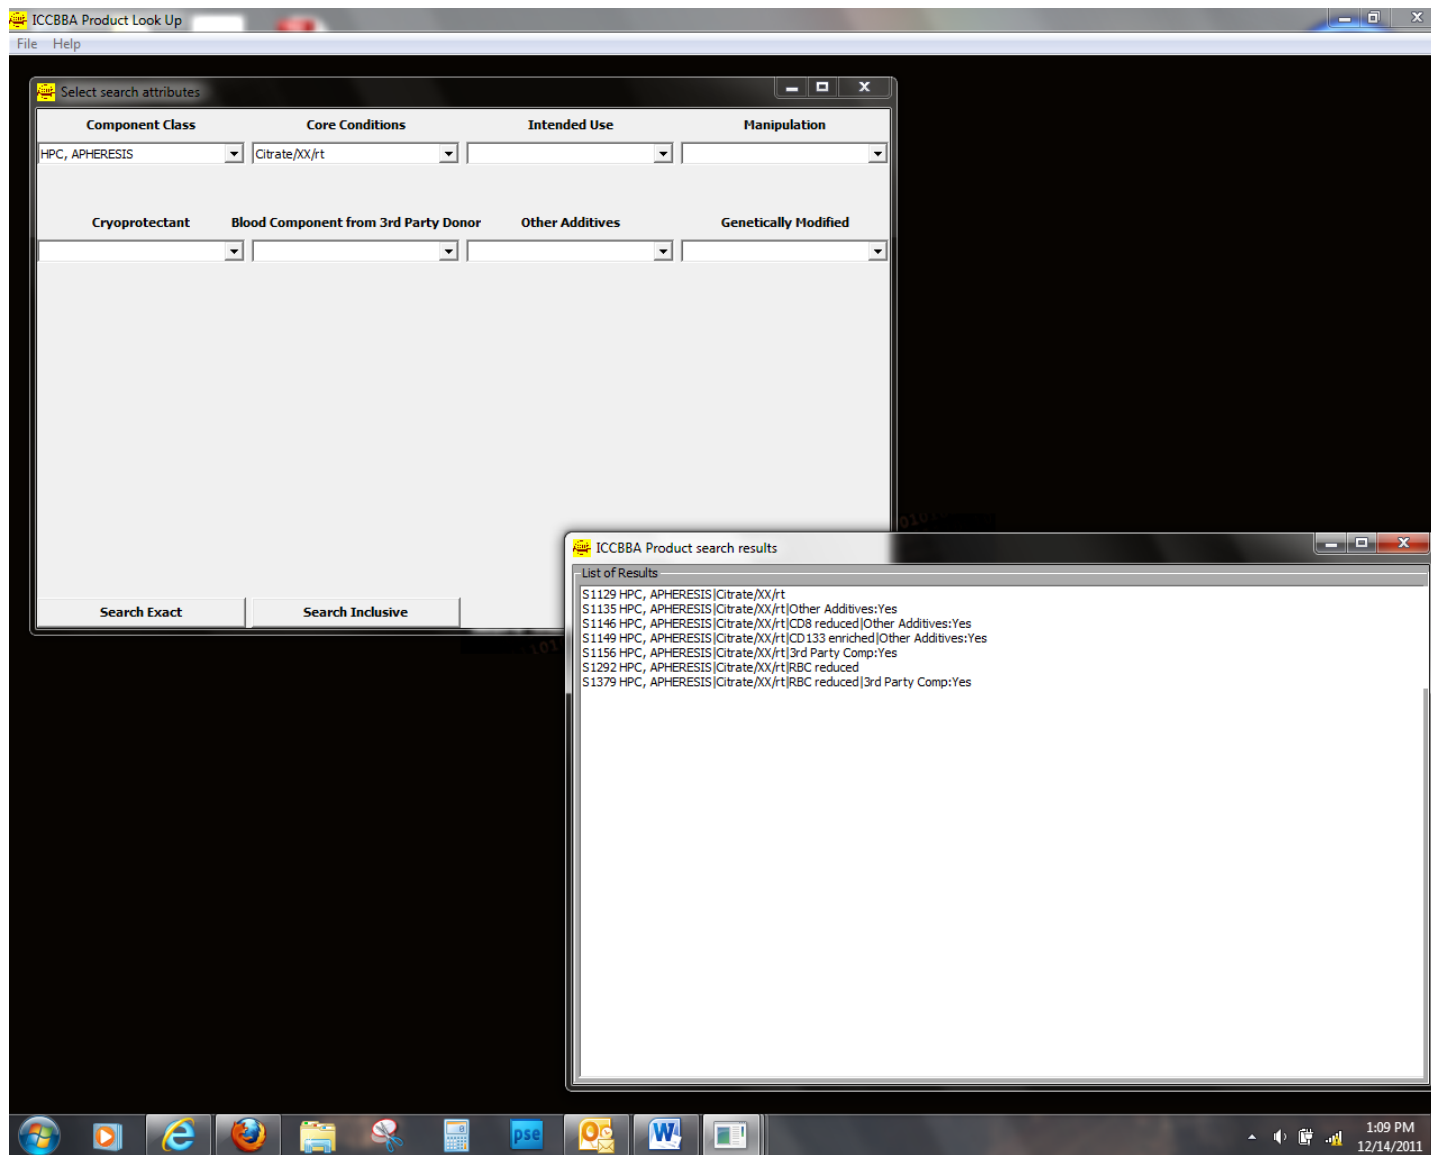 ICCBBA Product Look Up
File Help
Select search attributes
Component Class Core Conditions Intended Use Manipulation
HPC, APHERESIS Citrate/XX/rt
Cryoprotectant Blood Component from 3rd Party Donor Other Additives Genetically Modified
Search Exact Search Inclusive
ICCBBA Product search results
List of Results
S1129 HPC, APHERESIS|Citrate/XX/rt
S1135 HPC, APHERESIS|Citrate/XX/rt|Other Additives:Yes
S1146 HPC, APHERESIS|Citrate/XX/rt|CD8 reduced|Other Additives:Yes
S1149 HPC, APHERESIS|Citrate/XX/rt|CD133 enriched|Other Additives:Yes
S1156 HPC, APHERESIS|Citrate/XX/rt|3rd Party Comp:Yes
S1292 HPC, APHERESIS|Citrate/XX/rt|RBC reduced
S1379 HPC, APHERESIS|Citrate/XX/rt|RBC reduced|3rd Party Comp:Yes
pse
1:09 PM
12/14/2011